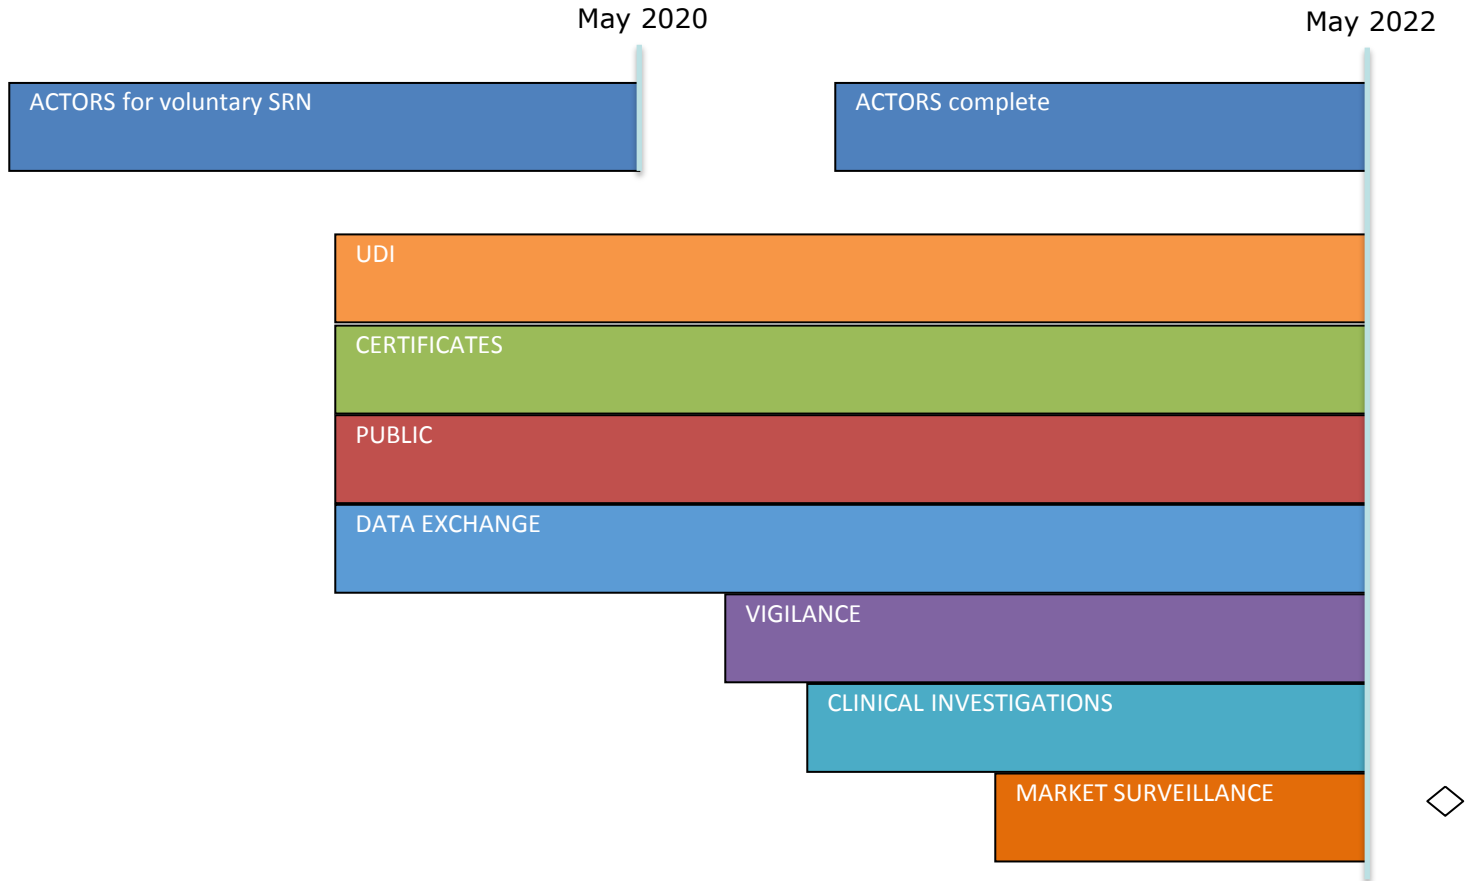 May 2020
May 2022
ACTORS for voluntary SRN
ACTORS complete
UDI
CERTIFICATES
PUBLIC
DATA EXCHANGE
VIGILANCE
CLINICAL INVESTIGATIONS
MARKET SURVEILLANCE